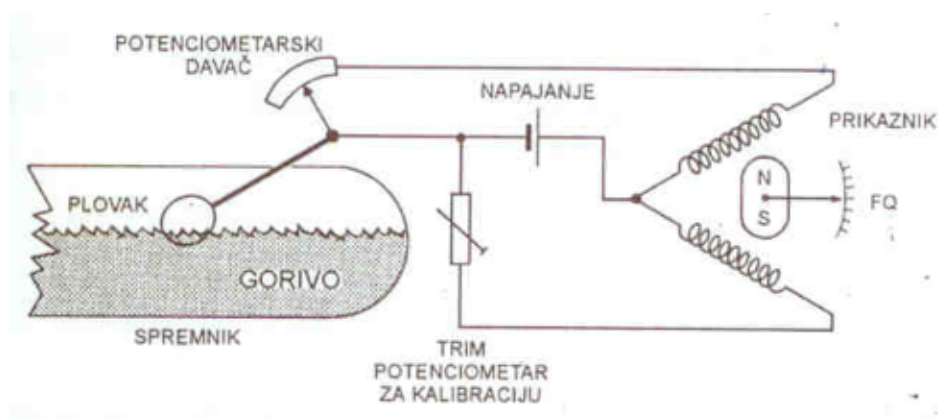 POTENCIOMETARSKI
DAVAČ
NAPAJANJE
PRIKAZNIK
N
S
FQ
PLOVAK
GORIVO
SPREMNIK
TRIM
POTENCIOMETAR
ZA KALIBRACIJU